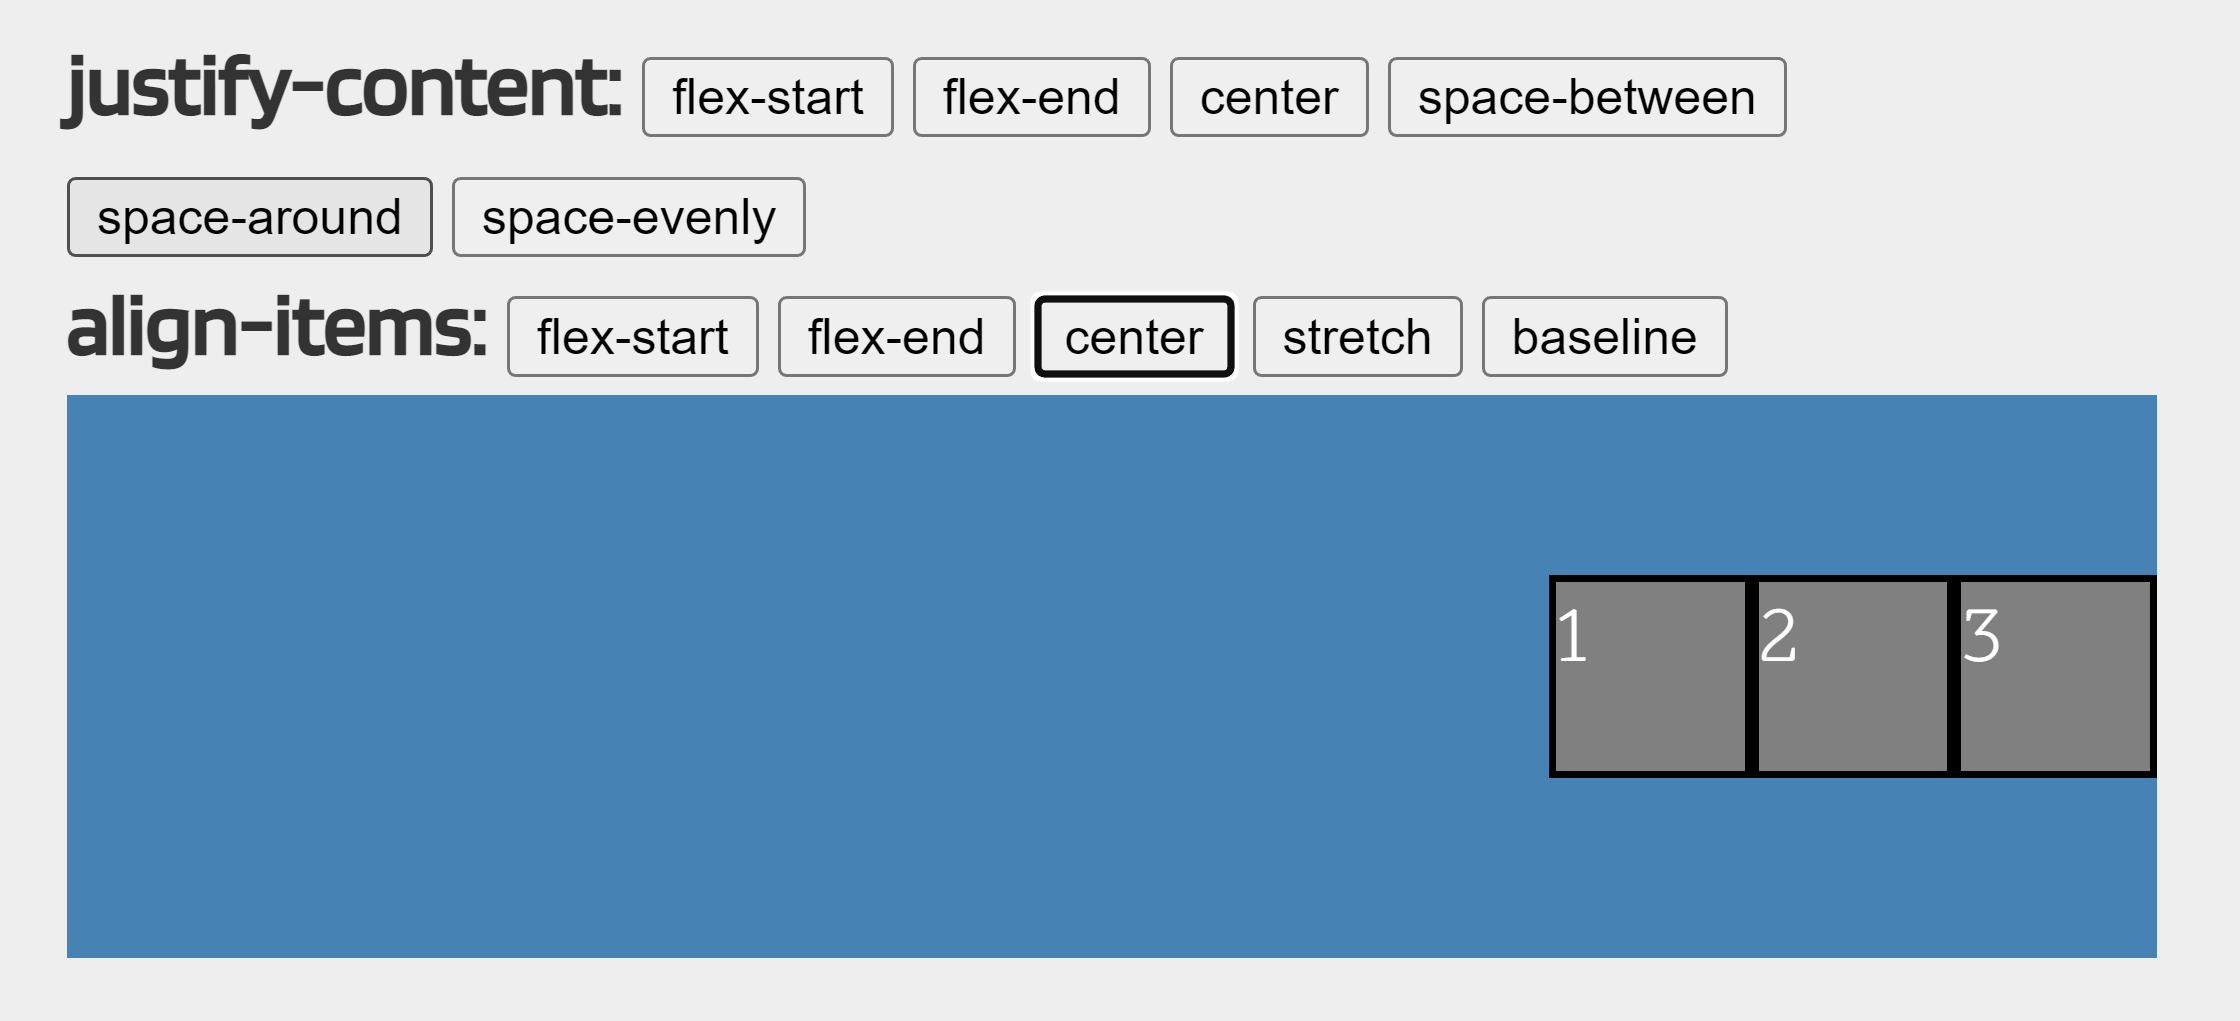 justify-content: flex-start flex-end center space-between
space-around space-evenly
align-items: flex-start flex-end center stretch baseline
1 2 3